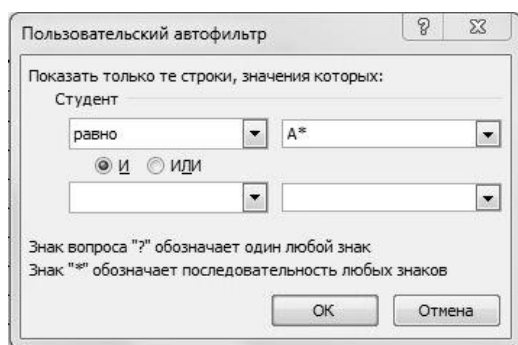 Пользовательский автофильтр
Показать только те строки, значения которых:
Студент
равно А*
И ИЛИ
Знак вопроса "?" обозначает один любой знак
Знак "*" обозначает последовательность любых знаков
ОК Отмена